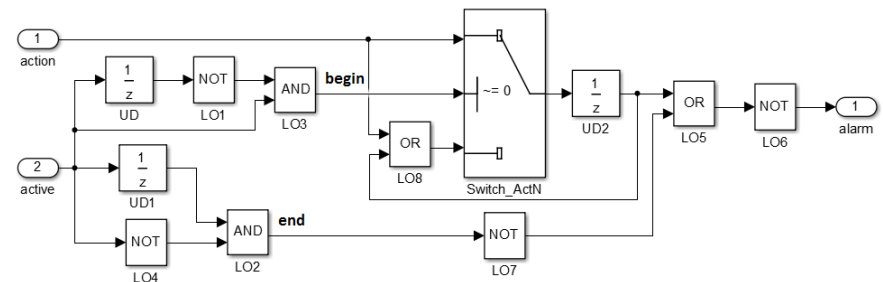 1
action
1
z
UD
NOT
LO1
AND
LO3
begin
~= 0
Switch_ActN
1
z
UD2
OR
LO5
NOT
LO6
1
alarm
OR
LO8
2
active
1
z
UD1
NOT
LO4
AND
LO2
end
NOT
LO7